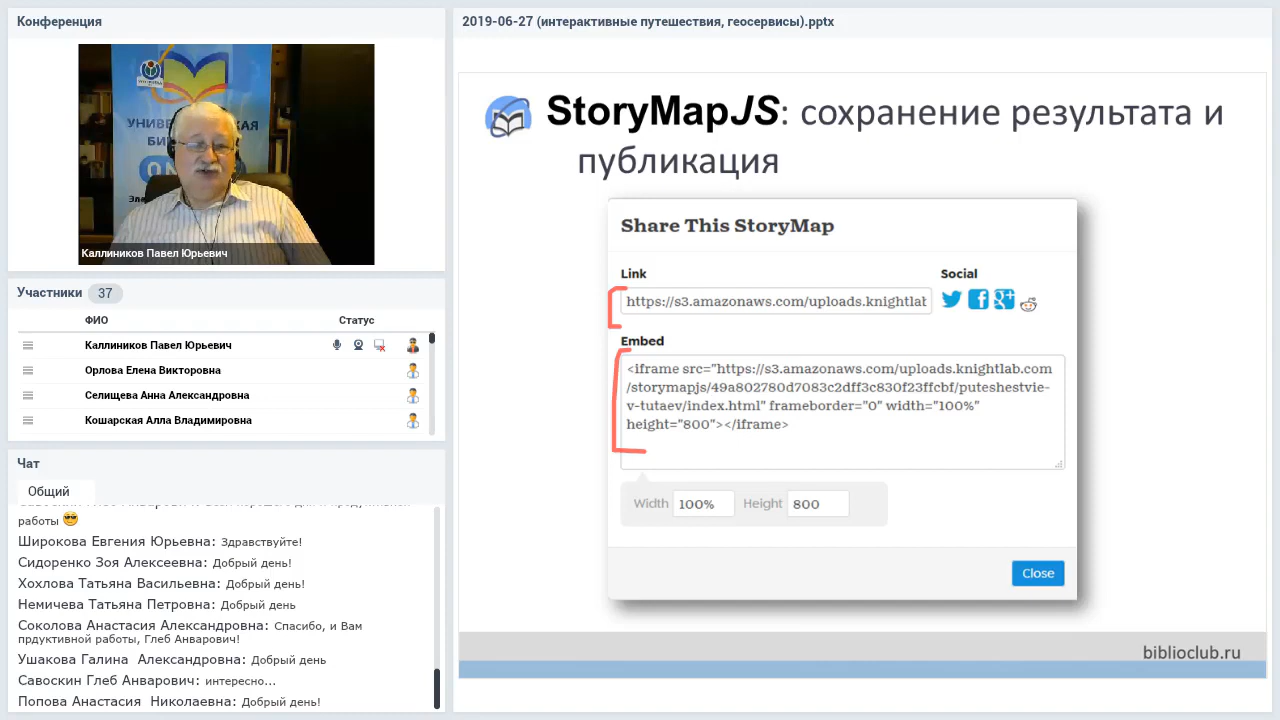 Конференция
УНИВЕ
СКАЯ
БИ
Эле
Каллиников Павел Юрьевич
Участники 37
ФИО Статус
Каллиников Павел Юрьевич
Орлова Елена Викторовна
Селищева Анна Александровна
Кошарская Алла Владимировна
Чат
Общий
работы
Широкова Евгения Юрьевна: Здравствуйте!
Сидоренко Зоя Алексеевна: Добрый день!
Хохлова Татьяна Васильевна: Добрый день!
Немичева Татьяна Петровна: Добрый день
Соколова Анастасия Александровна: Спасибо, и Вам
прдуктивной работы, Глеб Анварович!
Ушакова Галина Александровна: Добрый день
Савоскин Глеб Анварович: интересно...
Попова Анастасия Николаевна: Добрый день!
2019-06-27 (интерактивные путешествия, геосервисы).pptx
StoryMapJS: сохранение результата и
публикация
Share This StoryMap
Link Social
https://s3.amazonaws.com/uploads.knightlat
Embed
<iframe src="https://s3.amazonaws.com/uploads.knightlab.com
/storymapjs/49a802780d7083c2dff3c830f23ffcbf/puteshestvie-
v-tutaev/index.html" frameborder="0" width="100%"
height="800"></iframe>
Width 100% Height 800
Close
biblioclub.ru